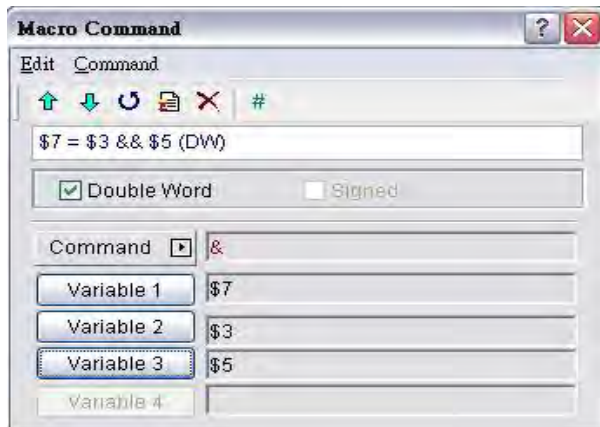 Macro Command
Edit Command
#
$7 = $3 && $5 (DW)
Double Word Signed
Command &
Variable 1 $7
Variable 2 $3
Variable 3 $5
Variable 4